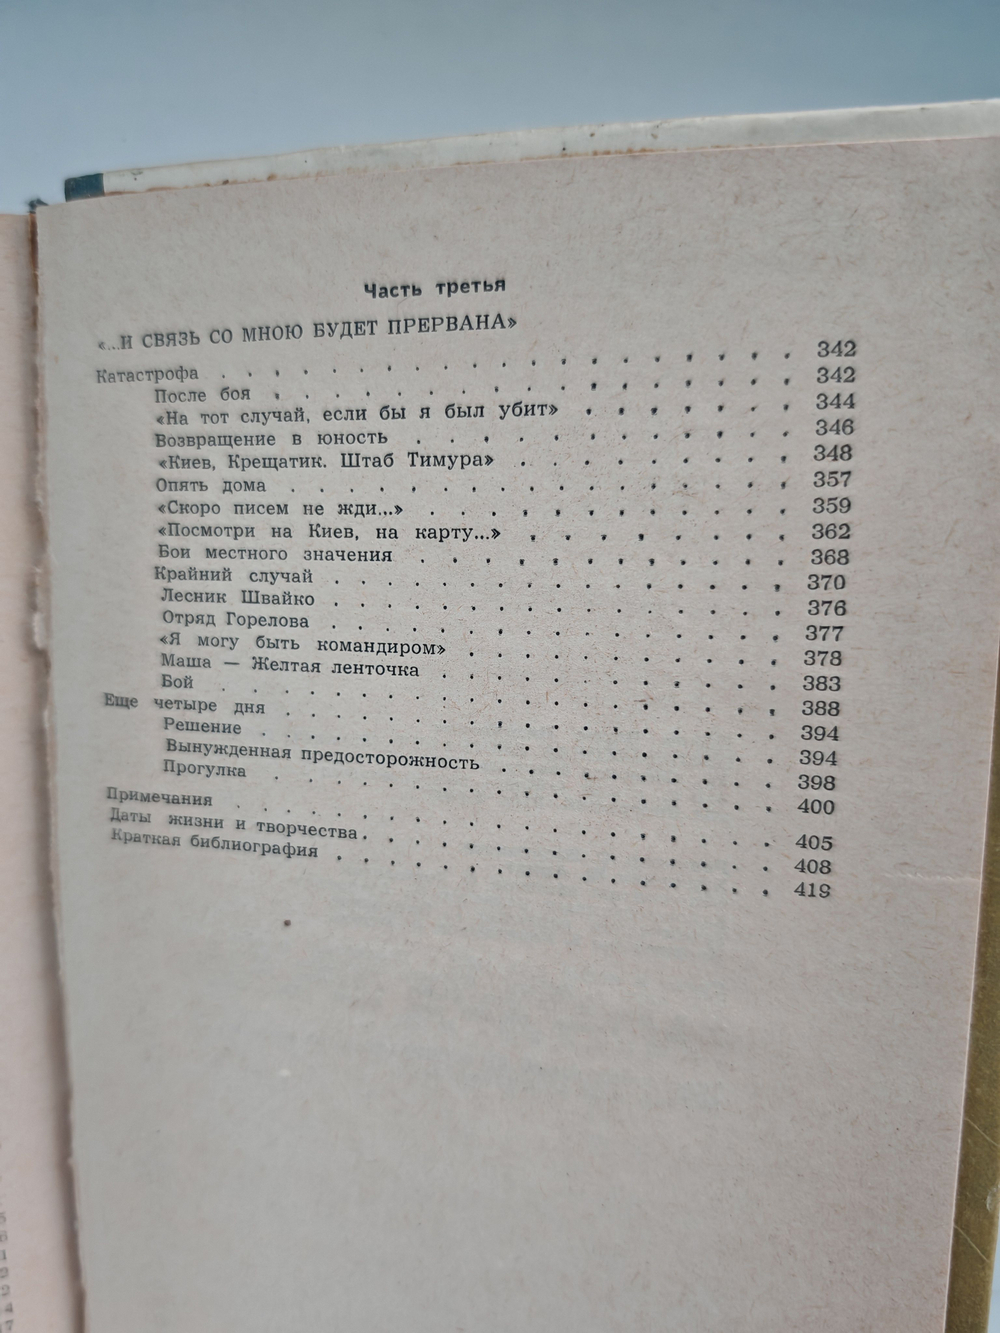 Часть третья
«...И СВЯЗЬ СО МНОЮ БУДЕТ ПРЕРВАНА»
Катастрофа . . . . . . . . . . . . . . . . . . . . . 342
После боя . . . . . . . . . . . . . . . . . . . 342
«На тот случай, если бы я был убит» . . . . . . . 344
Возвращение в юность . . . . . . . . . . . . 346
«Киев, Крещатик. Штаб Тимура» . . . . . . . . . 348
Опять дома . . . . . . . . . . . . . . . . . 357
«Скоро писем не жди...» . . . . . . . . . . . . 359
«Посмотри на Киев, на карту...» . . . . . . . . 362
Бои местного значения . . . . . . . . . . . . 368
Крайний случай . . . . . . . . . . . . . . . 370
Лесник Швайко . . . . . . . . . . . . . . . 376
Отряд Горелова . . . . . . . . . . . . . . . 377
«Я могу быть командиром» . . . . . . . . . . 378
Маша — Желтая ленточка . . . . . . . . . . . 383
Бой . . . . . . . . . . . . . . . . . . . . 388
Еще четыре дня . . . . . . . . . . . . . . . . . 394
Решение . . . . . . . . . . . . . . . . . . 394
Вынужденная предосторожность . . . . . . . . . 398
Прогулка . . . . . . . . . . . . . . . . . . 400
Примечания . . . . . . . . . . . . . . . . . . . 405
Даты жизни и творчества . . . . . . . . . . . . . . 408
Краткая библиография . . . . . . . . . . . . . . . 419